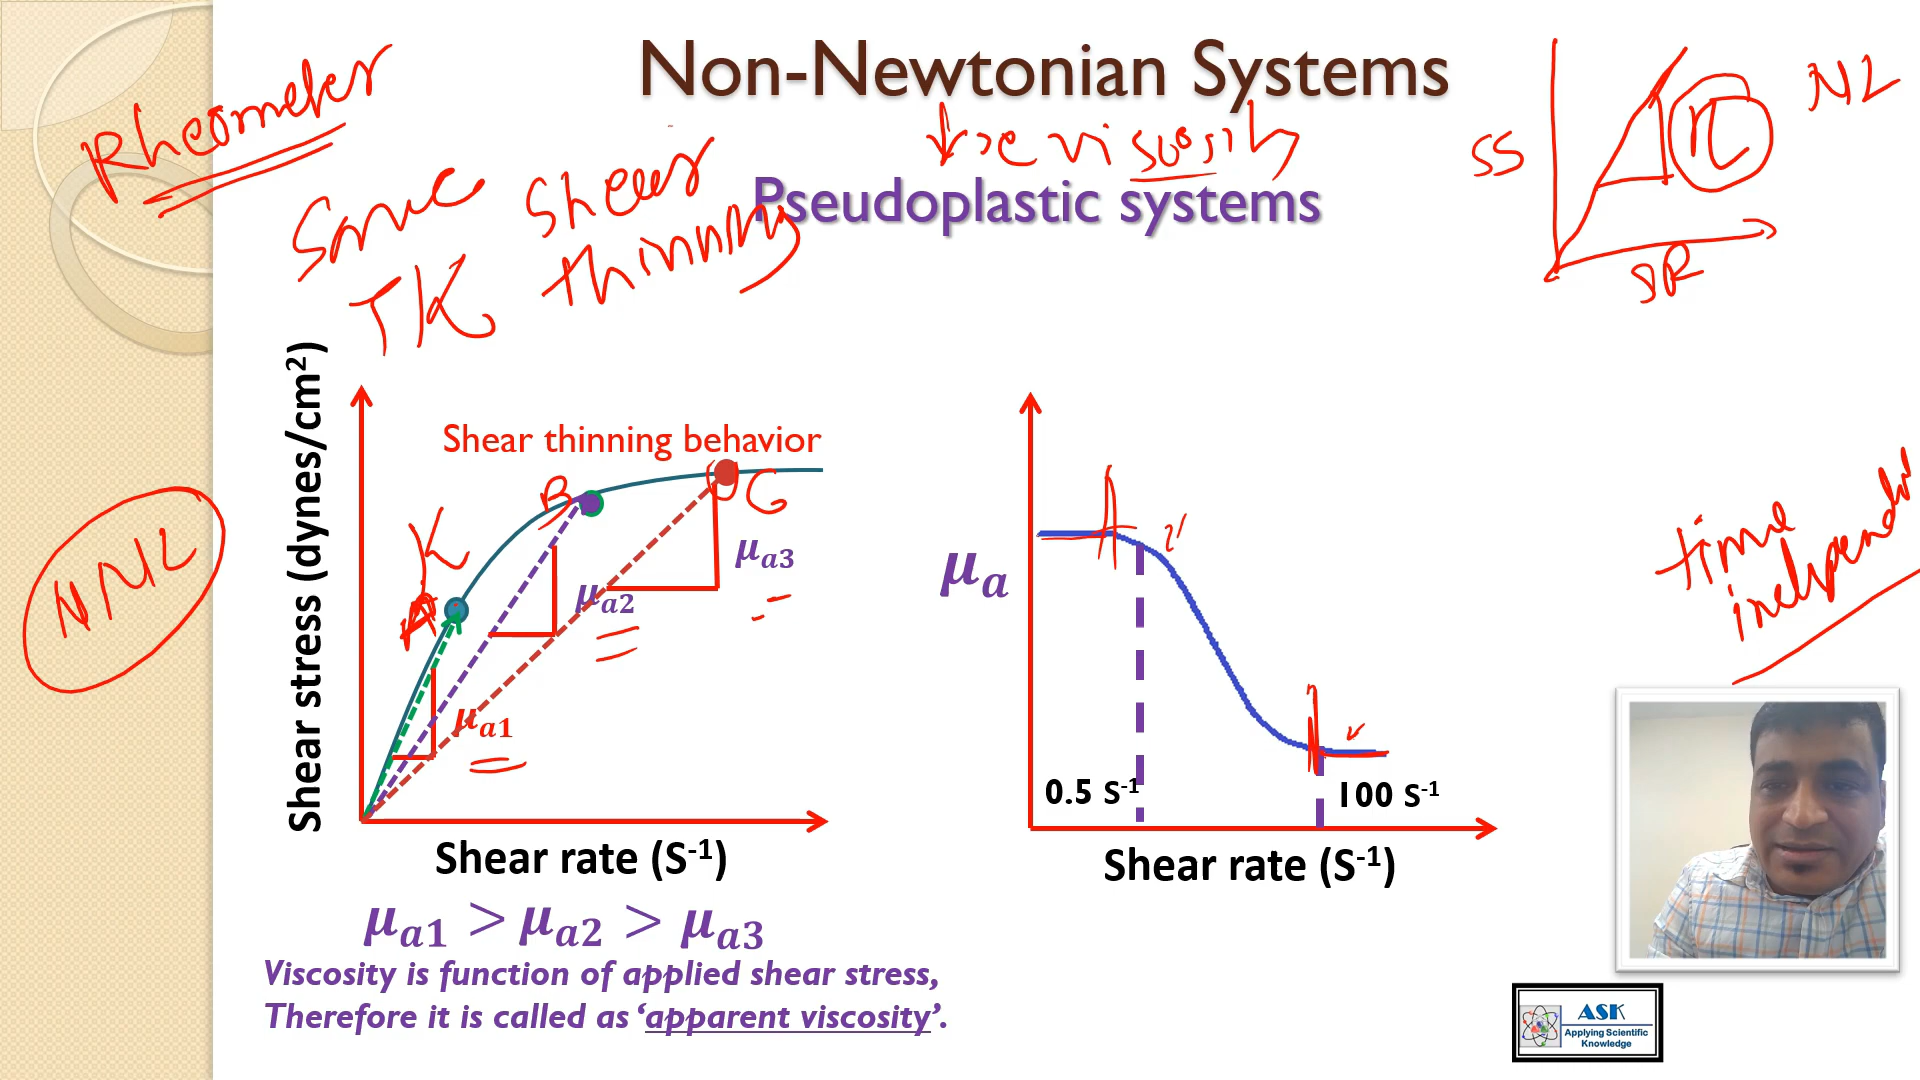 Non-Newtonian Systems
Rheometer
↓se viscosity
Pseudoplastic systems
Shear
thinning
SS
η
NL
SR
TK
Shear stress (dynes/cm²)
Shear thinning behavior
A
B
C
μa1
μa2
μa3
NNL
Shear rate (S⁻¹)
μa1 > μa2 > μa3
Viscosity is function of applied shear stress,
Therefore it is called as ‘apparent viscosity’.
μa
0.5 S⁻¹
100 S⁻¹
Shear rate (S⁻¹)
time
independent
ASK
Applying Scientific
Knowledge